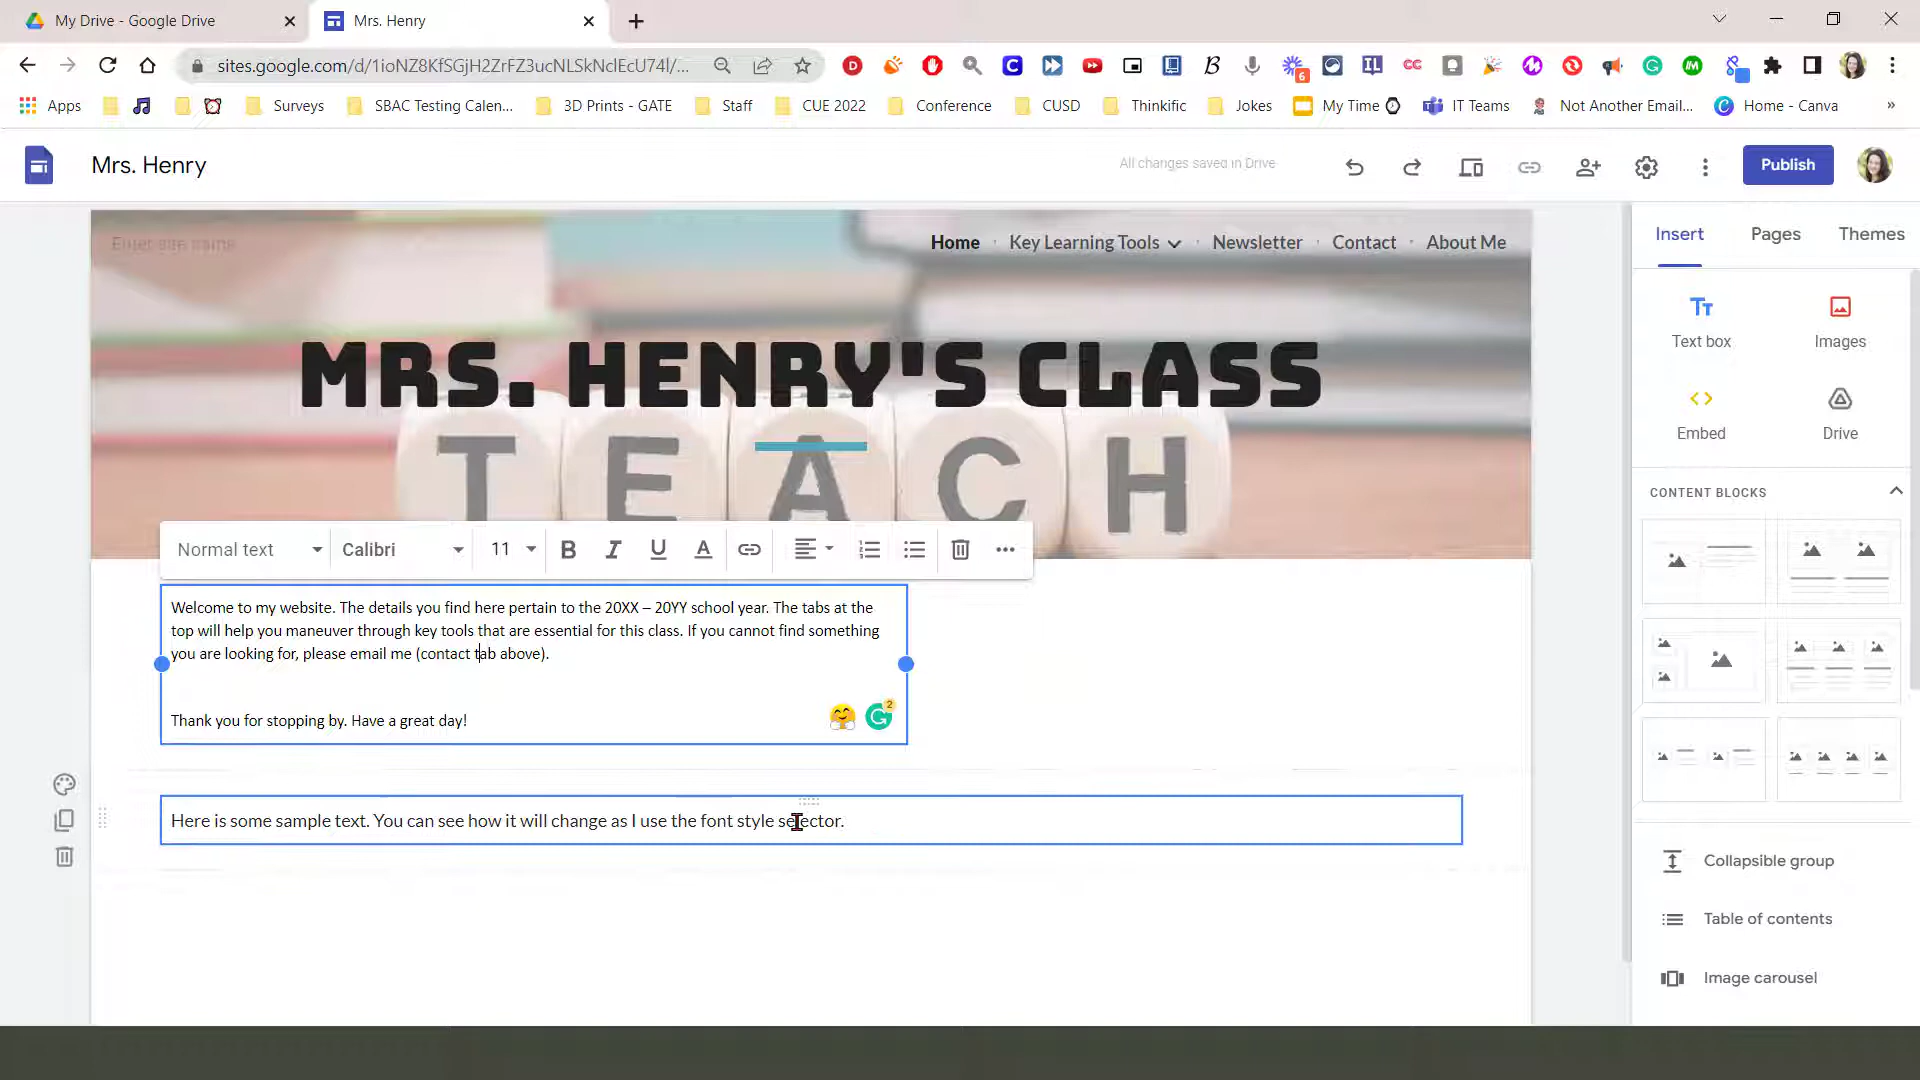 My Drive - Google Drive
Mrs. Henry
sites.google.com/d/1ioNZ8KfSGjH2ZrFZ3ucNLSkNclEcU74l/...
6
Apps
Surveys
SBAC Testing Calen...
3D Prints - GATE
Staff
CUE 2022
Conference
CUSD
Thinkific
Jokes
My Time
IT Teams
Not Another Email...
Home - Canva
»
Mrs. Henry
All changes saved in Drive
Publish
Insert
Pages
Themes
Enter site name
Home
Key Learning Tools
Newsletter
Contact
About Me
MRS. HENRY'S CLASS
TEACH
Text box
Images
Embed
Drive
CONTENT BLOCKS
Normal text
Calibri
11
B
I
U
A
Welcome to my website. The details you find here pertain to the 20XX – 20YY school year. The tabs at the
top will help you maneuver through key tools that are essential for this class. If you cannot find something
you are looking for, please email me (contact tab above).
Thank you for stopping by. Have a great day!
2
Here is some sample text. You can see how it will change as I use the font style selector.
Collapsible group
Table of contents
Image carousel